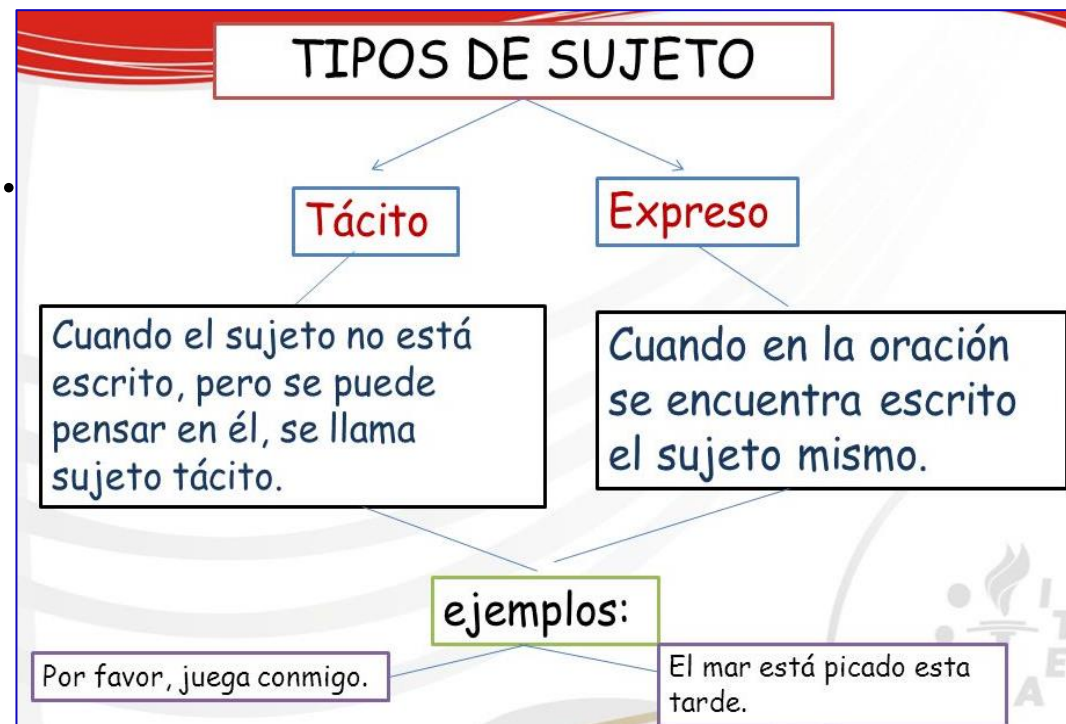 TIPOS DE SUJETO
Tácito
Expreso
Cuando el sujeto no está
escrito, pero se puede
pensar en él, se llama
sujeto tácito.
Cuando en la oración
se encuentra escrito
el sujeto mismo.
ejemplos:
Por favor, juega conmigo.
El mar está picado esta
tarde.
I
T
E
A